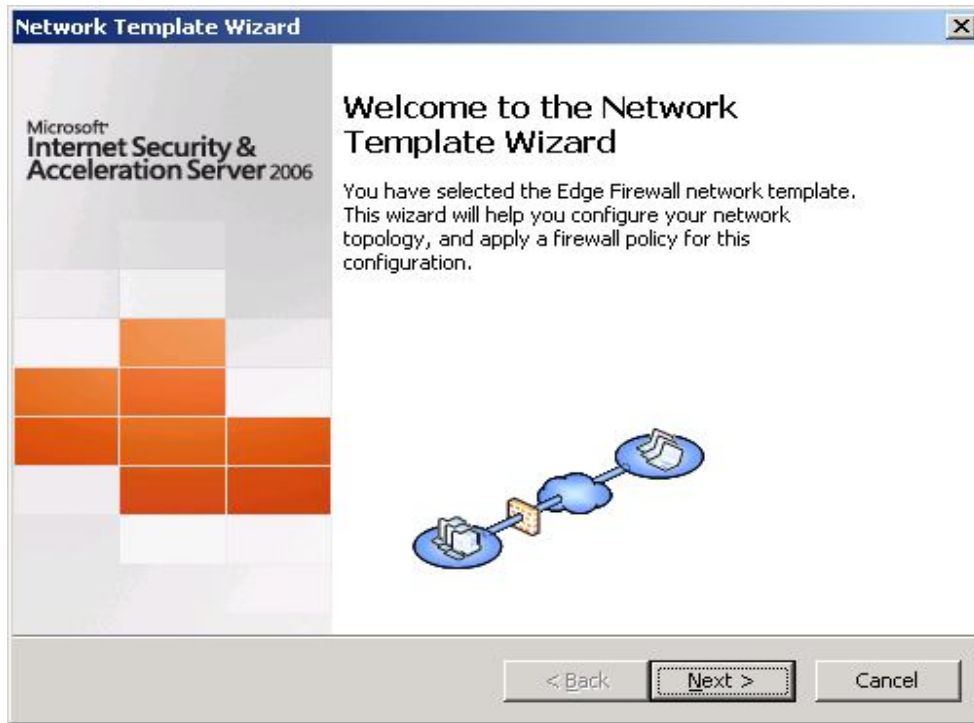 Network Template Wizard
Microsoft
Internet Security &
Acceleration Server 2006
Welcome to the Network
Template Wizard
You have selected the Edge Firewall network template.
This wizard will help you configure your network
topology, and apply a firewall policy for this
configuration.
< Back
Next >
Cancel